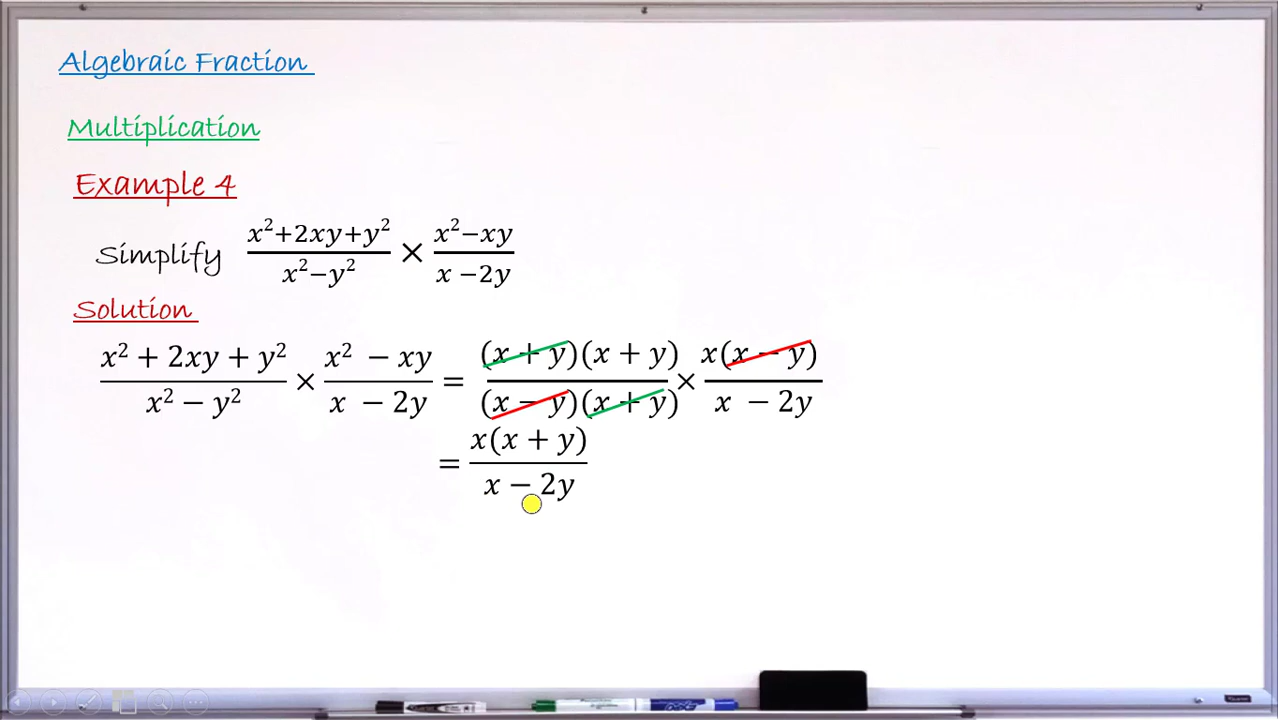 Algebraic Fraction
Multiplication
Example 4
Simplify (x²+2xy+y²)/(x²−y²) × (x²−xy)/(x −2y)
Solution
(x² + 2xy + y²)/(x² − y²) × (x² − xy)/(x − 2y) = ((x + y)(x + y))/((x − y)(x + y)) × (x(x − y))/(x − 2y)
= (x(x + y))/(x − 2y)